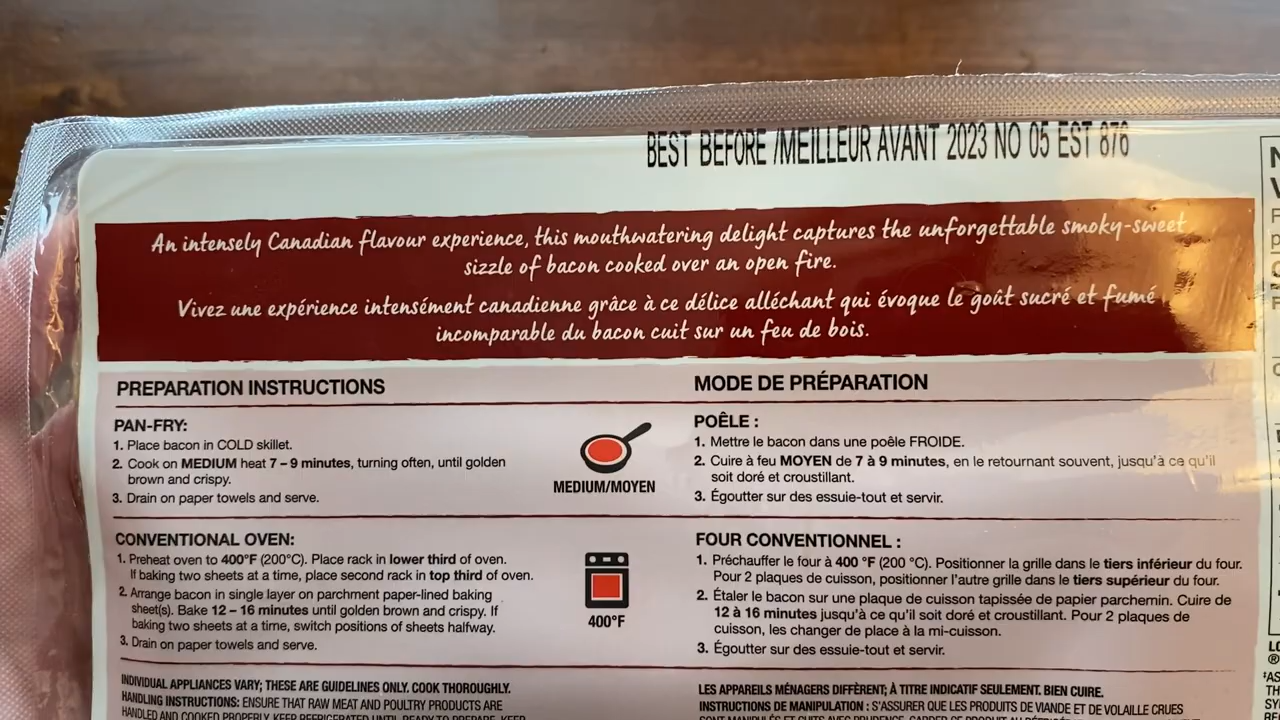 BEST BEFORE /MEILLEUR AVANT 2023 NO 05 EST 876
An intensely Canadian flavour experience, this mouthwatering delight captures the unforgettable smoky-sweet
sizzle of bacon cooked over an open fire.
Vivez une expérience intensément canadienne grâce à ce délice alléchant qui évoque le goût sucré et fumé
incomparable du bacon cuit sur un feu de bois.
PREPARATION INSTRUCTIONS
PAN-FRY:
1. Place bacon in COLD skillet.
2. Cook on MEDIUM heat 7 – 9 minutes, turning often, until golden
brown and crispy.
3. Drain on paper towels and serve.
MEDIUM/MOYEN
CONVENTIONAL OVEN:
1. Preheat oven to 400°F (200°C). Place rack in lower third of oven.
If baking two sheets at a time, place second rack in top third of oven.
2. Arrange bacon in single layer on parchment paper-lined baking
sheet(s). Bake 12 – 16 minutes until golden brown and crispy. If
baking two sheets at a time, switch positions of sheets halfway.
3. Drain on paper towels and serve.
400°F
INDIVIDUAL APPLIANCES VARY; THESE ARE GUIDELINES ONLY. COOK THOROUGHLY.
HANDLING INSTRUCTIONS: ENSURE THAT RAW MEAT AND POULTRY PRODUCTS ARE
HANDLED AND COOKED PROPERLY. KEEP REFRIGERATED UNTIL READY TO PREPARE. KEEP
MODE DE PRÉPARATION
POÊLE :
1. Mettre le bacon dans une poêle FROIDE.
2. Cuire à feu MOYEN de 7 à 9 minutes, en le retournant souvent, jusqu'à ce qu'il
soit doré et croustillant.
3. Égoutter sur des essuie-tout et servir.
FOUR CONVENTIONNEL :
1. Préchauffer le four à 400 °F (200 °C). Positionner la grille dans le tiers inférieur du four.
Pour 2 plaques de cuisson, positionner l'autre grille dans le tiers supérieur du four.
2. Étaler le bacon sur une plaque de cuisson tapissée de papier parchemin. Cuire de
12 à 16 minutes jusqu'à ce qu'il soit doré et croustillant. Pour 2 plaques de
cuisson, les changer de place à la mi-cuisson.
3. Égoutter sur des essuie-tout et servir.
LES APPAREILS MÉNAGERS DIFFÈRENT; À TITRE INDICATIF SEULEMENT. BIEN CUIRE.
INSTRUCTIONS DE MANIPULATION : S'ASSURER QUE LES PRODUITS DE VIANDE ET DE VOLAILLE CRUES